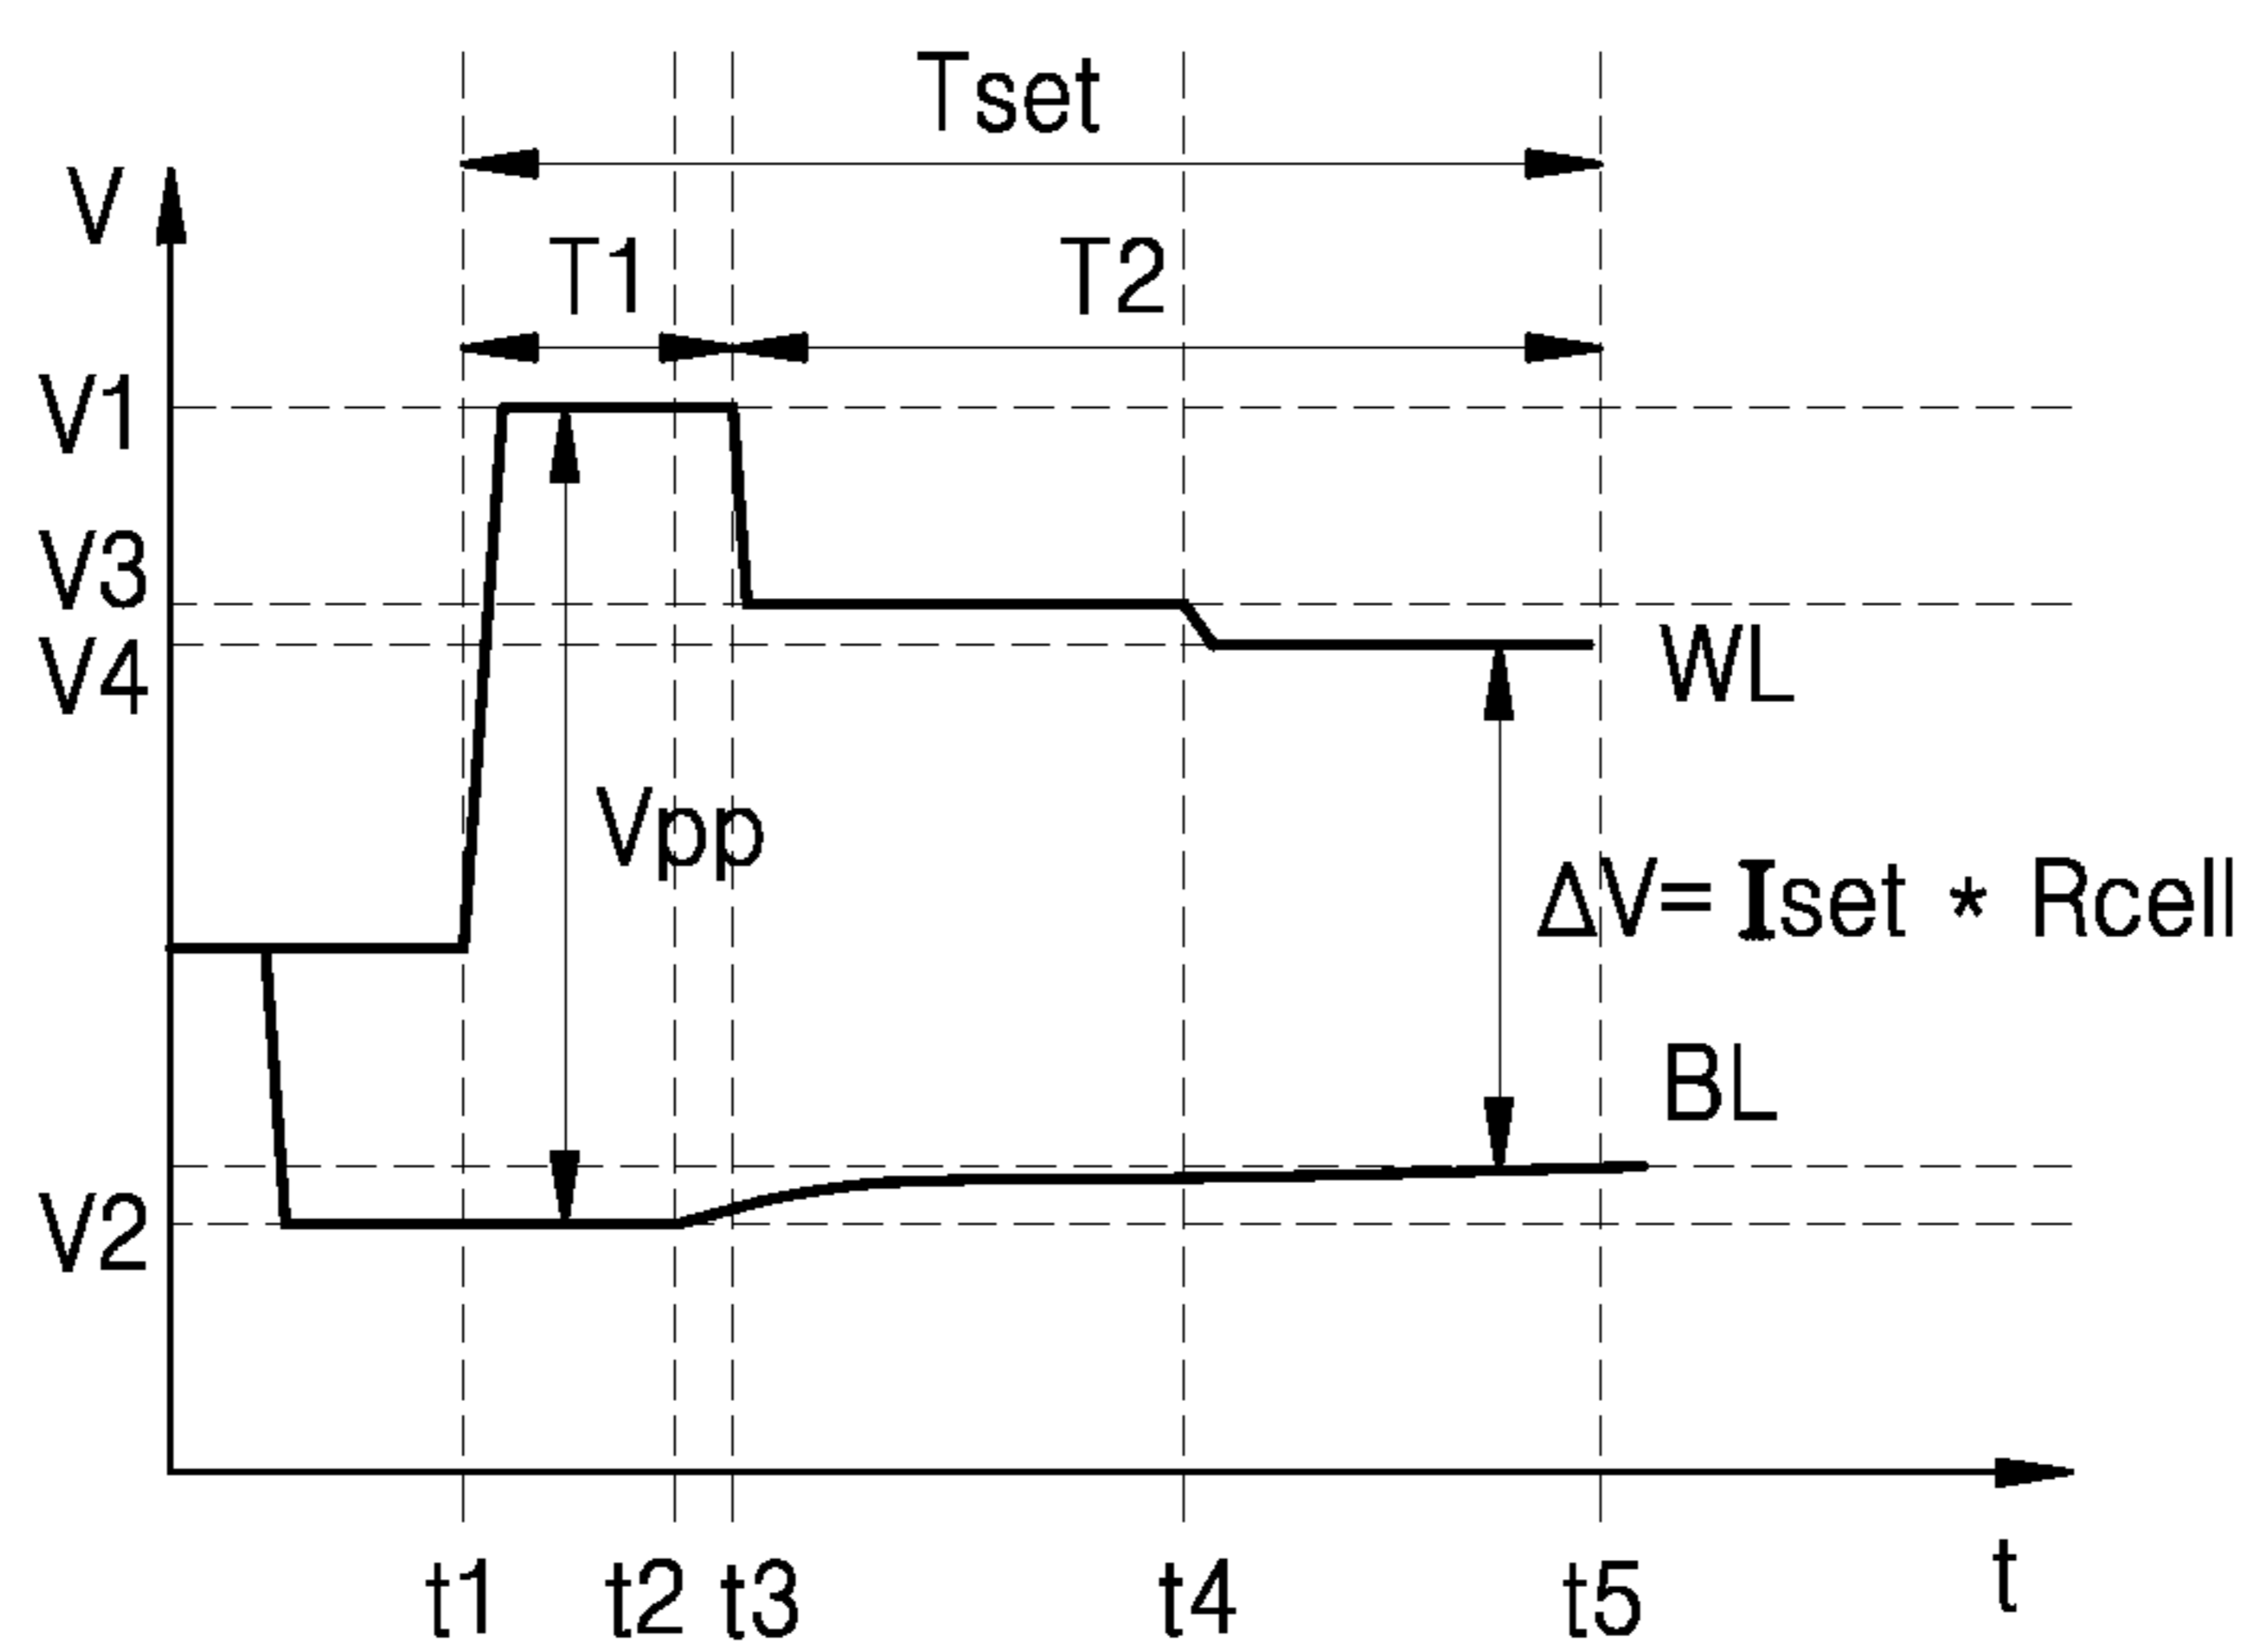 Tset
V
T1 T2
V1
V3
V4
WL
Vpp
ΔV= Iset * Rcell
BL
V2
t1 t2 t3 t4 t5 t